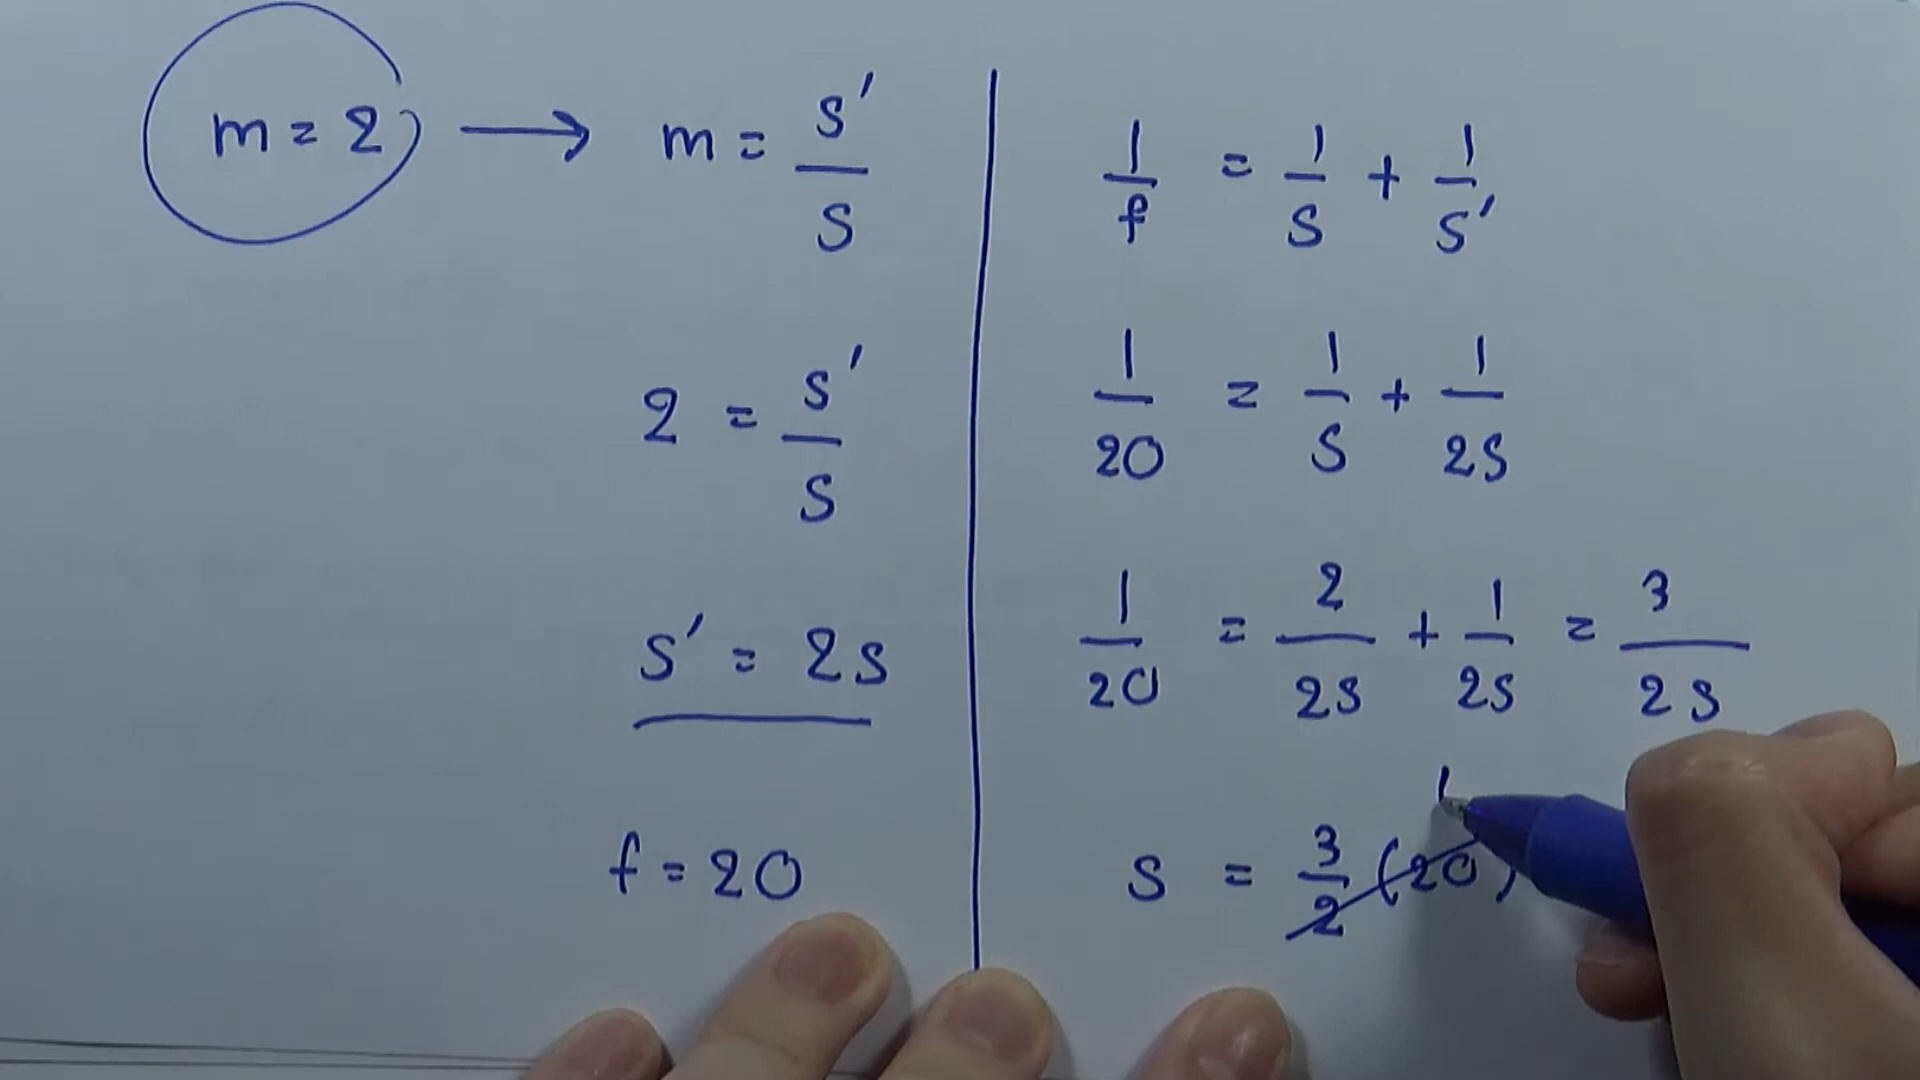 m = 2 → m = s'/s
2 = s'/s
s' = 2s
f = 20
1/f = 1/s + 1/s'
1/20 = 1/s + 1/2s
1/20 = 2/2s + 1/2s = 3/2s
s = 3/2 (20)
1